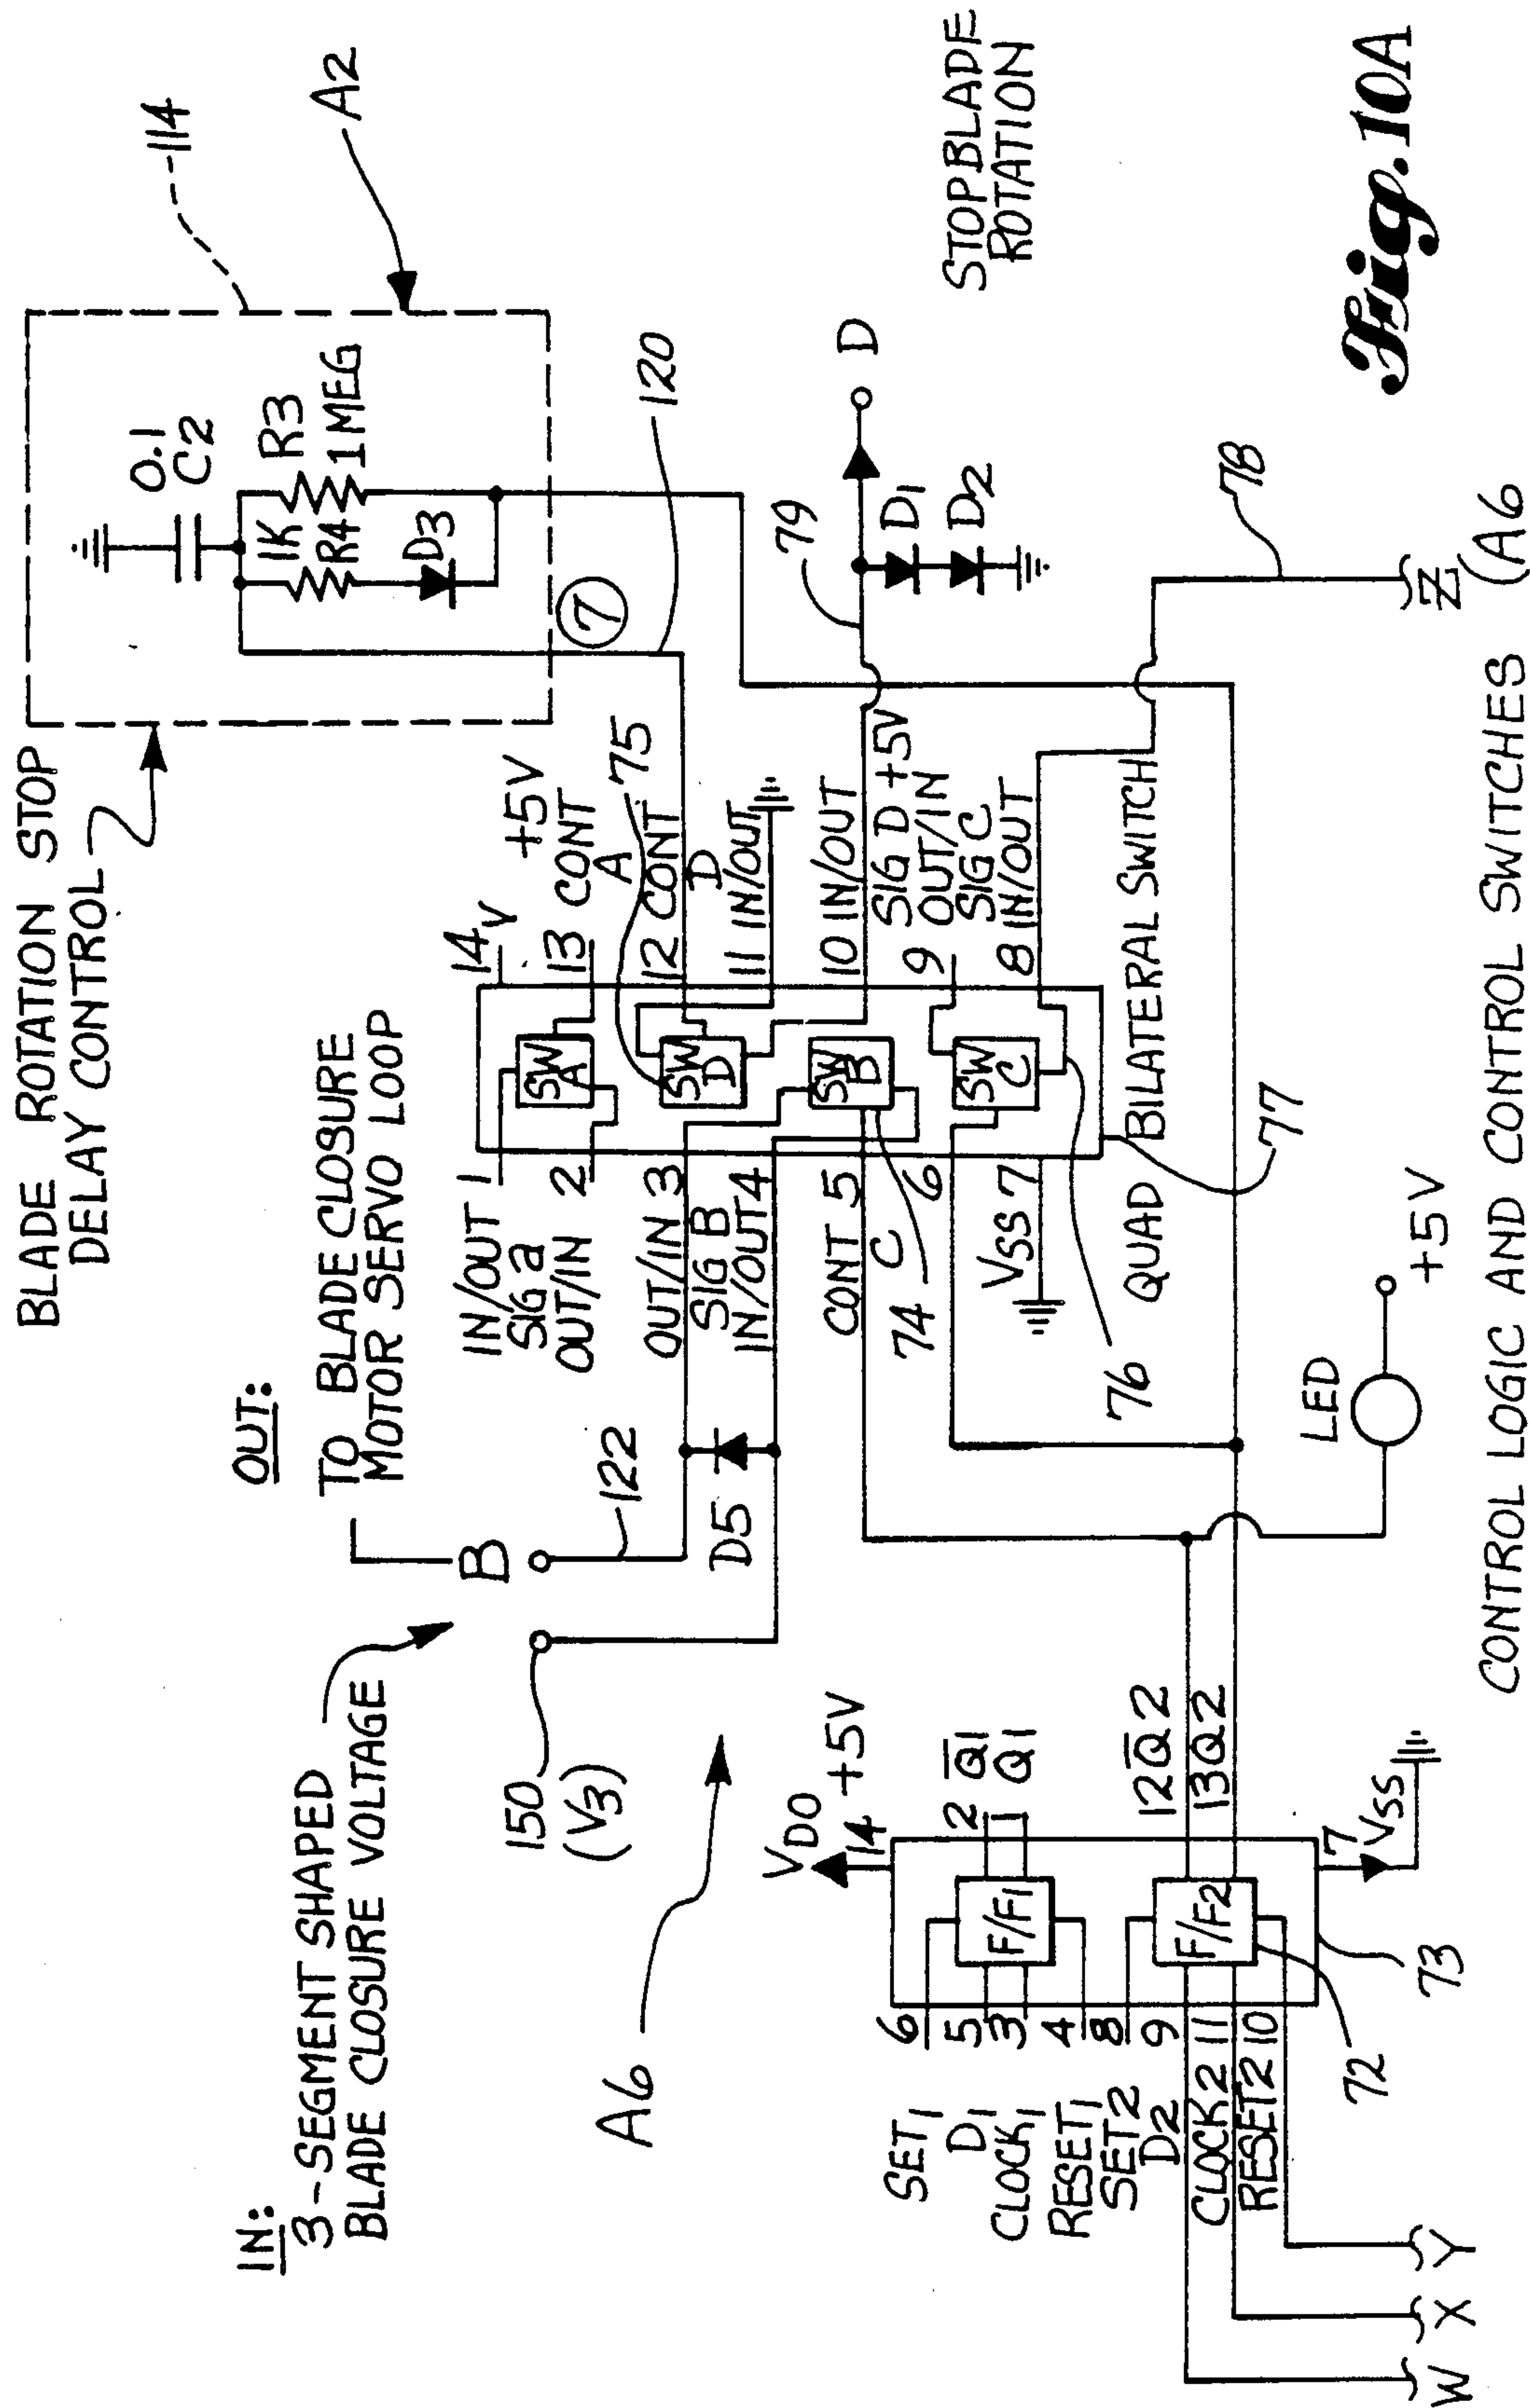 BLADE ROTATION STOP
DELAY CONTROL
114
A2
0.1
C2
1K
R4
R3
1 MEG
D3
7
120
OUT:
TO BLADE CLOSURE
MOTOR SERVO LOOP
B
122
D5
IN:
3-SEGMENT SHAPED
BLADE CLOSURE VOLTAGE
150
(V3)
A6
IN/OUT 1
SIG a
OUT/IN 2
OUT/IN 3
SIG B
IN/OUT 4
CONT 5
C
6
VSS 7
74
76
SW
A
SW
D
SW
B
SW
C
14 V
+5V
13 CONT
A
12 CONT
D
75
11 IN/OUT
10 IN/OUT
SIG D +5V
9 OUT/IN
SIG C
8 IN/OUT
QUAD BILATERAL SWITCH
77
79
D
D1
D2
STOP BLADE
ROTATION
78
Z
(A6
VDO
14 +5V
SET1
6
D1
5
CLOCK1
3
RESET1
4
SET2
8
D2
9
CLOCK2 11
RESET2 10
F/F1
F/F2
2 Q̅1
1 Q1
12Q̅2
13Q2
7
VSS
72
73
W
X
Y
LED
+5V
CONTROL LOGIC AND CONTROL SWITCHES
Fig. 10A